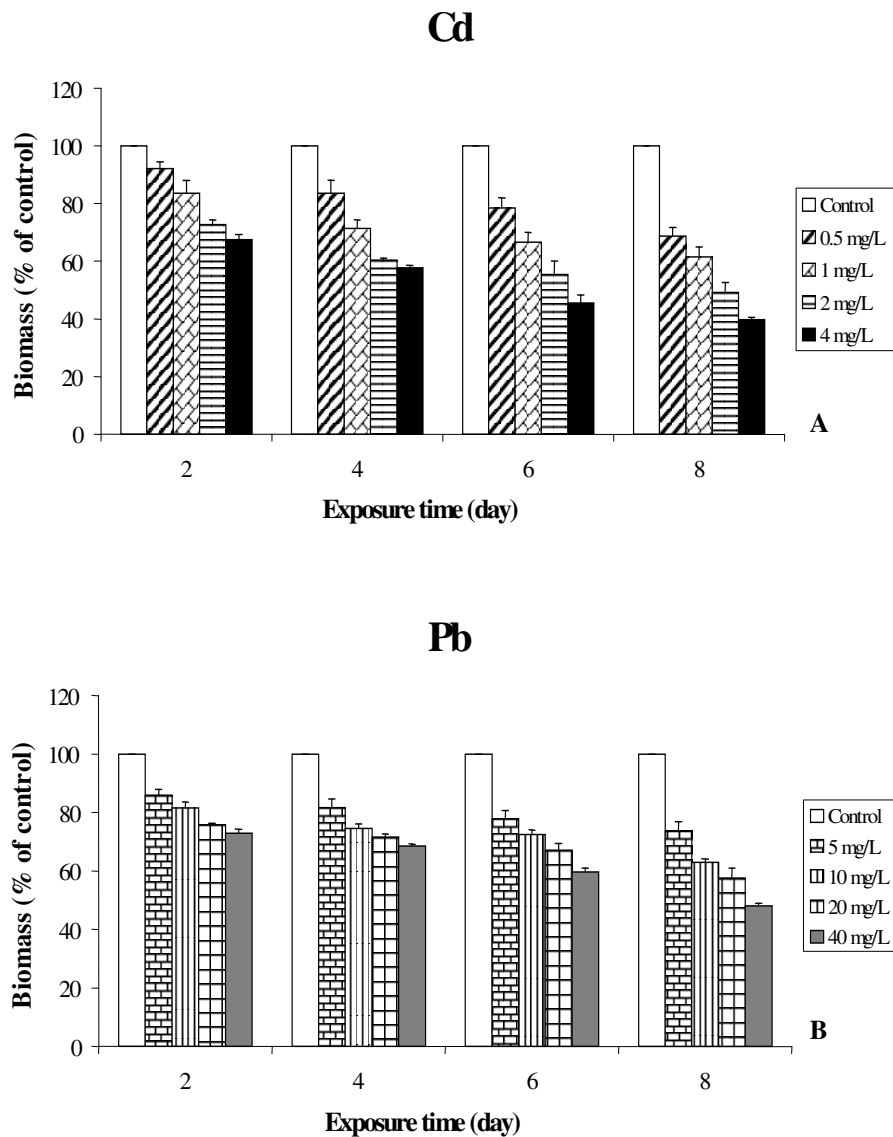 Cd
120
100
80
60
40
20
0
Biomass (% of control)
2 4 6 8
Exposure time (day)
Control
0.5 mg/L
1 mg/L
2 mg/L
4 mg/L
A
Pb
120
100
80
60
40
20
0
Biomass (% of control)
2 4 6 8
Exposure time (day)
Control
5 mg/L
10 mg/L
20 mg/L
40 mg/L
B